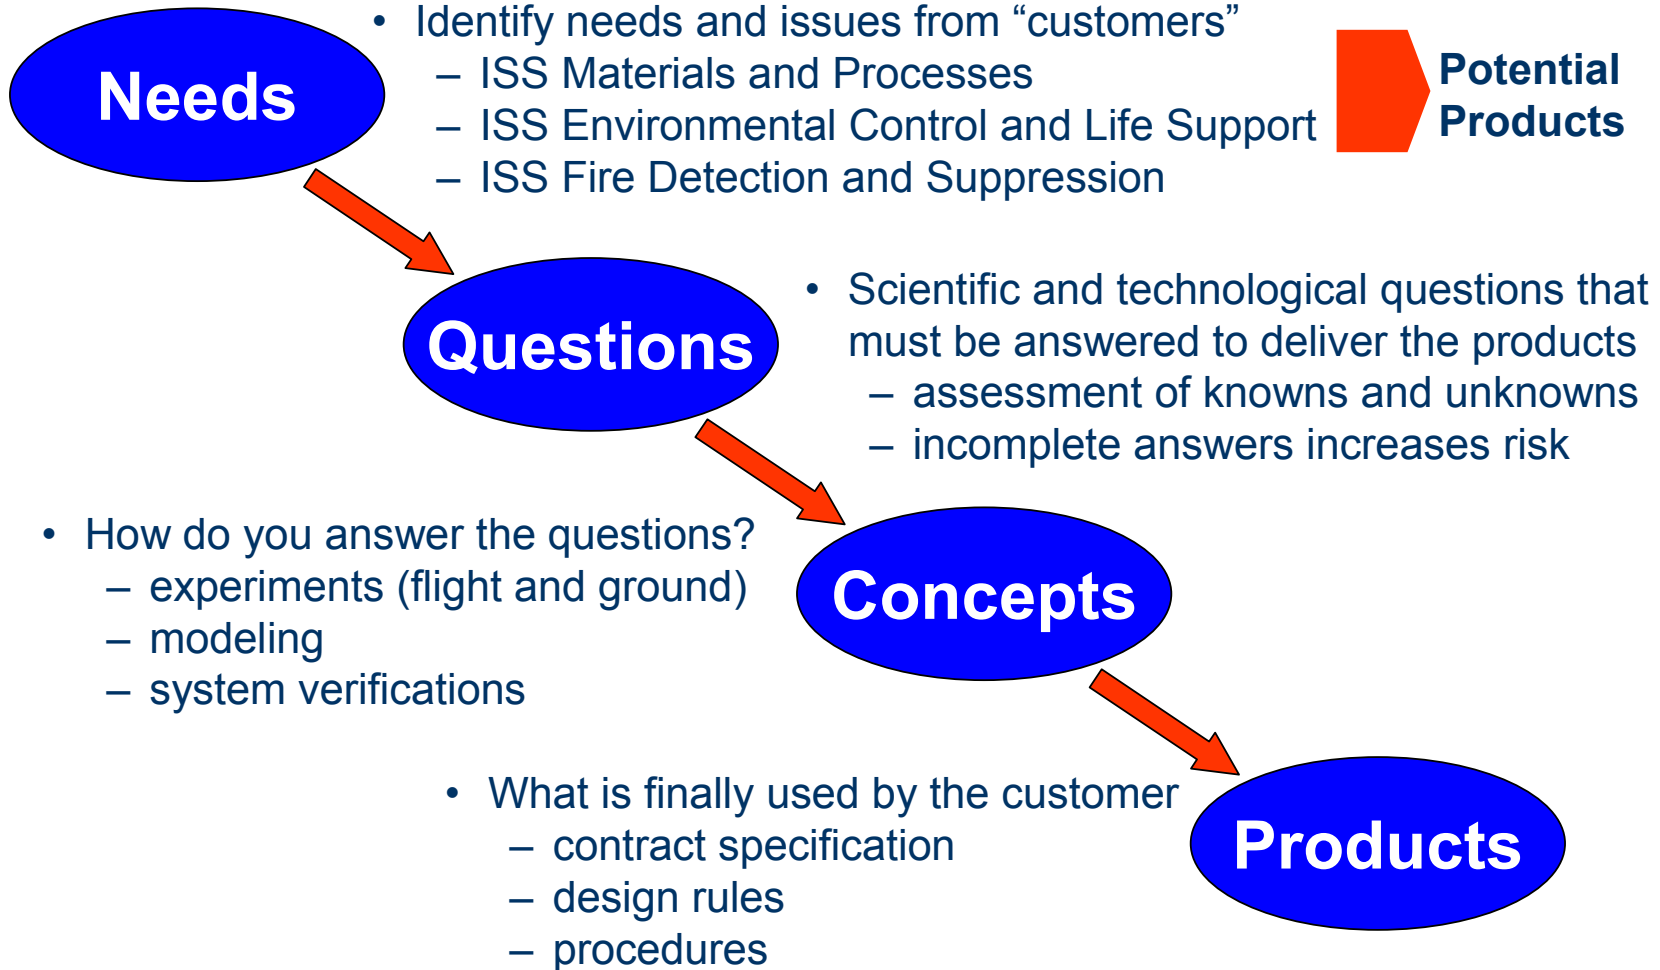 Needs
• Identify needs and issues from “customers”
– ISS Materials and Processes
– ISS Environmental Control and Life Support
– ISS Fire Detection and Suppression
Potential
Products
Questions
• Scientific and technological questions that
must be answered to deliver the products
– assessment of knowns and unknowns
– incomplete answers increases risk
• How do you answer the questions?
– experiments (flight and ground)
– modeling
– system verifications
Concepts
• What is finally used by the customer
– contract specification
– design rules
– procedures
Products